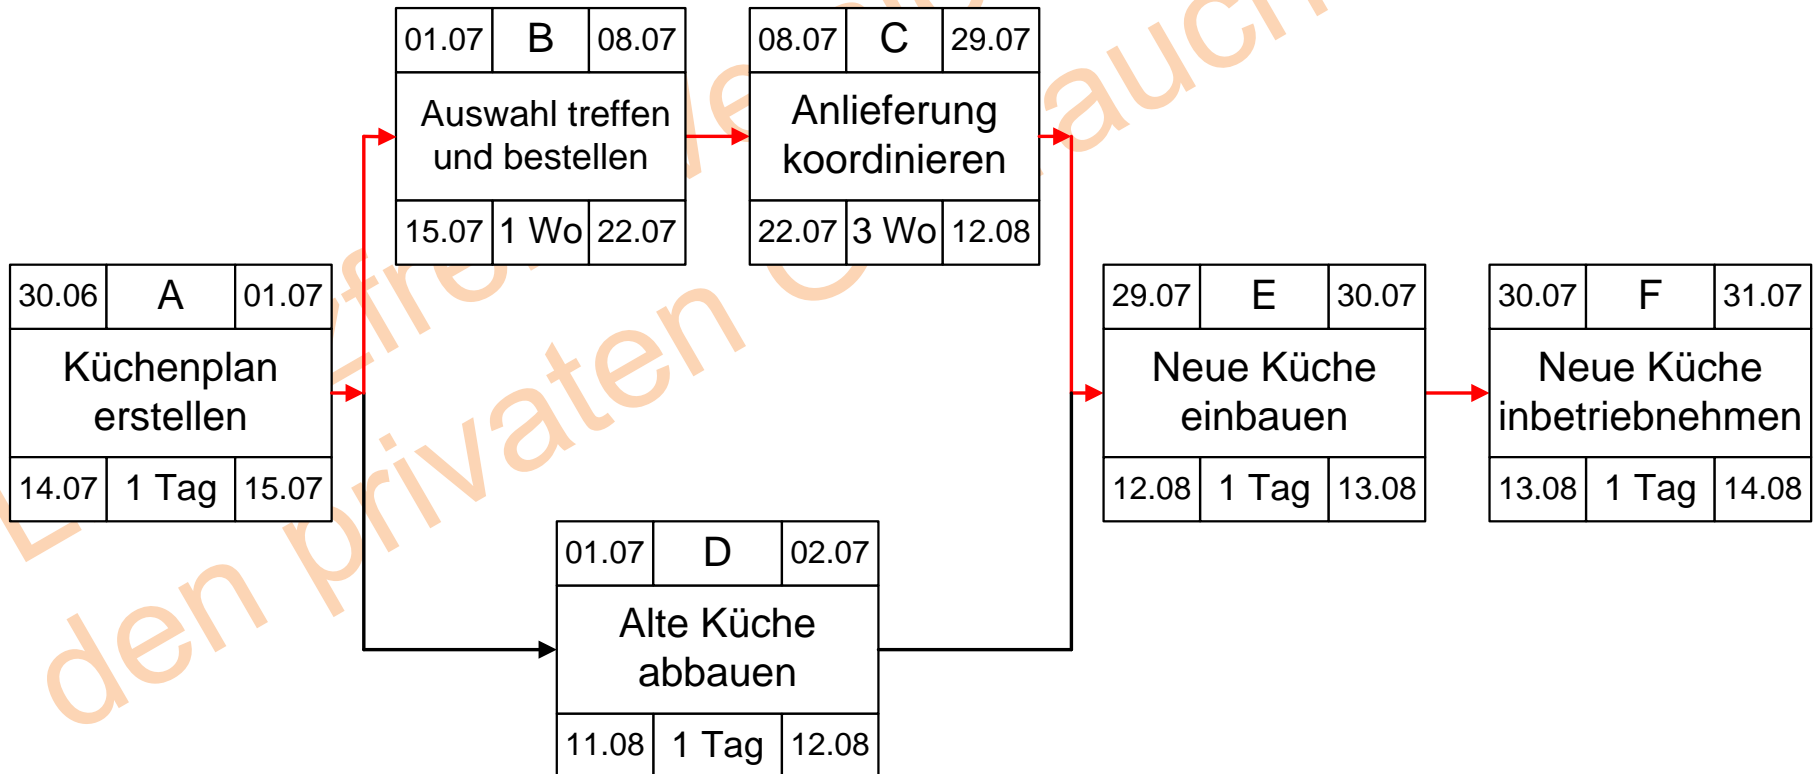 01.07 B 08.07
Auswahl treffen
und bestellen
15.07 1 Wo 22.07
08.07 C 29.07
Anlieferung
koordinieren
22.07 3 Wo 12.08
30.06 A 01.07
Küchenplan
erstellen
14.07 1 Tag 15.07
01.07 D 02.07
Alte Küche
abbauen
11.08 1 Tag 12.08
29.07 E 30.07
Neue Küche
einbauen
12.08 1 Tag 13.08
30.07 F 31.07
Neue Küche
inbetriebnehmen
13.08 1 Tag 14.08
den privaten